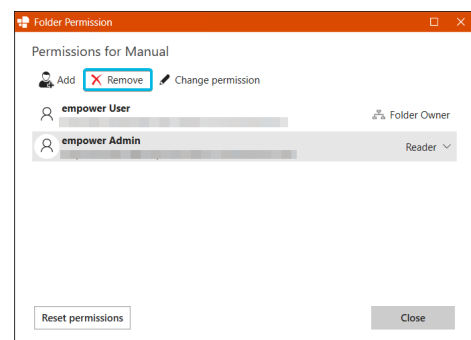 Folder Permission
Permissions for Manual
Add Remove Change permission
empower User
Folder Owner
empower Admin
Reader
Reset permissions Close